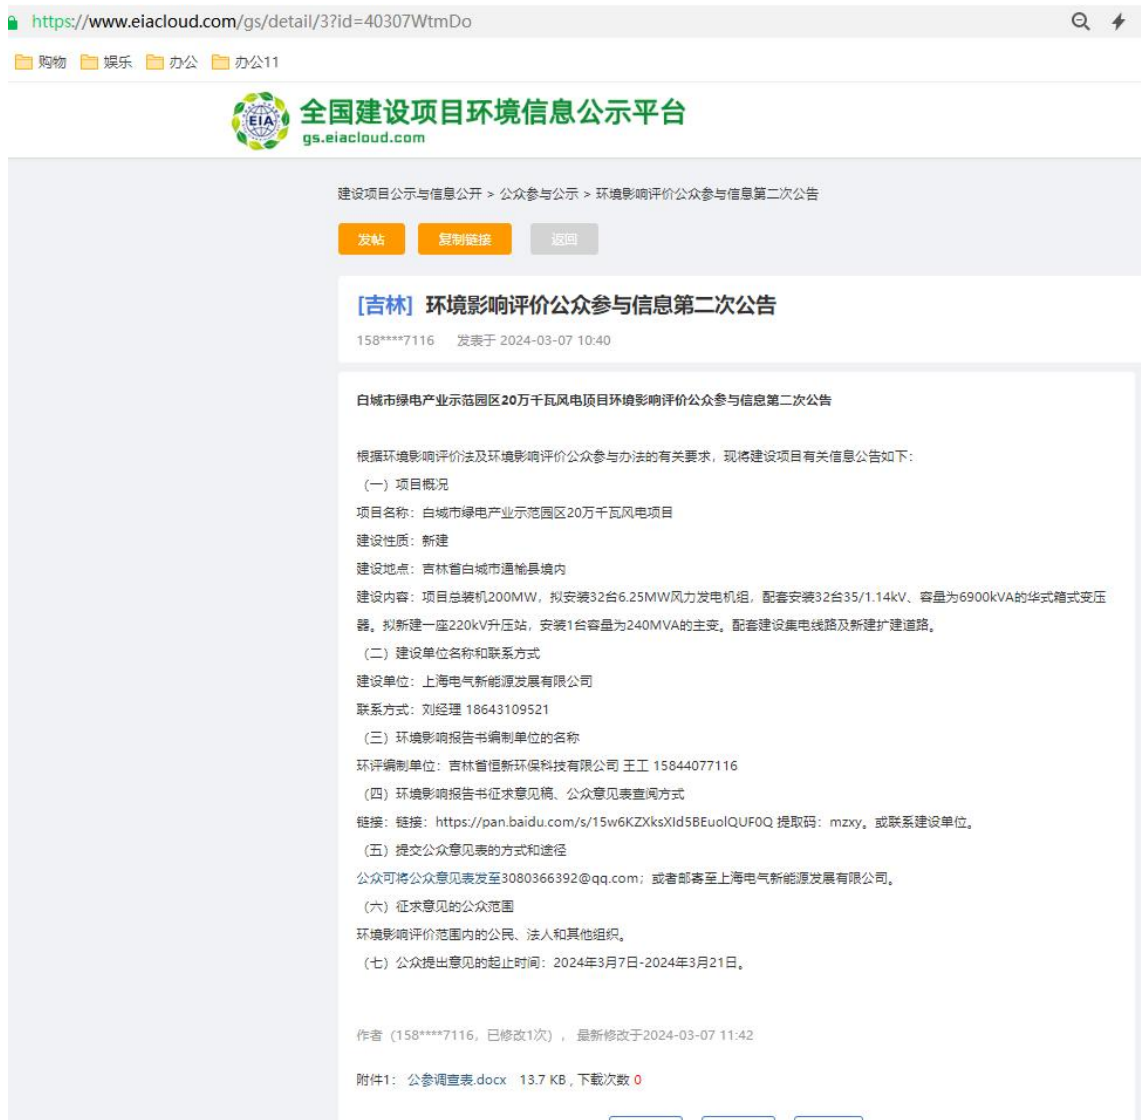 https://www.eiacloud.com/gs/detail/3?id=40307WtmDo
购物 娱乐 办公 办公11
EIA
全国建设项目环境信息公示平台
gs.eiacloud.com
建设项目公示与信息公开 > 公众参与公示 > 环境影响评价公众参与信息第二次公告
发帖 复制链接 返回
[吉林] 环境影响评价公众参与信息第二次公告
158****7116 发表于 2024-03-07 10:40
白城市绿电产业示范园区20万千瓦风电项目环境影响评价公众参与信息第二次公告
根据环境影响评价法及环境影响评价公众参与办法的有关要求，现将建设项目有关信息公告如下：
（一）项目概况
项目名称：白城市绿电产业示范园区20万千瓦风电项目
建设性质：新建
建设地点：吉林省白城市通榆县境内
建设内容：项目总装机200MW，拟安装32台6.25MW风力发电机组，配套安装32台35/1.14kV、容量为6900kVA的华式箱式变压
器。拟新建一座220kV升压站，安装1台容量为240MVA的主变。配套建设集电线路及新建扩建道路。
（二）建设单位名称和联系方式
建设单位：上海电气新能源发展有限公司
联系方式：刘经理 18643109521
（三）环境影响报告书编制单位的名称
环评编制单位：吉林省恒新环保科技有限公司 王工 15844077116
（四）环境影响报告书征求意见稿、公众意见表查阅方式
链接：链接：https://pan.baidu.com/s/15w6KZXksXId5BEuolQUF0Q 提取码：mzxy。或联系建设单位。
（五）提交公众意见表的方式和途径
公众可将公众意见表发至3080366392@qq.com；或者邮寄至上海电气新能源发展有限公司。
（六）征求意见的公众范围
环境影响评价范围内的公民、法人和其他组织。
（七）公众提出意见的起止时间：2024年3月7日-2024年3月21日。
作者（158****7116，已修改1次），最新修改于2024-03-07 11:42
附件1： 公参调查表.docx 13.7 KB , 下载次数 0